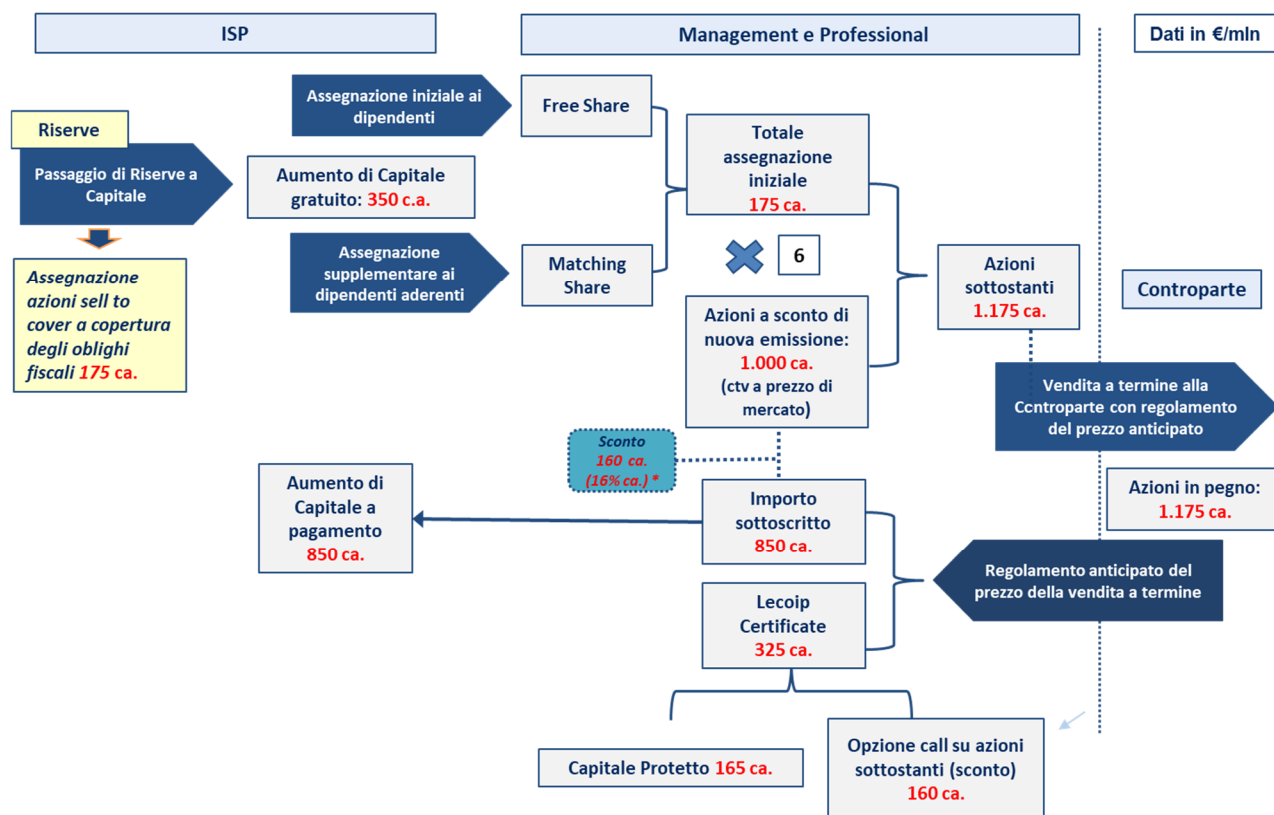 ISP
Management e Professional
Dati in €/mln
Riserve
Passaggio di Riserve a
Capitale
Assegnazione
azioni sell to
cover a copertura
degli oblighi
fiscali 175 ca.
Aumento di Capitale
gratuito: 350 c.a.
Assegnazione iniziale ai
dipendenti
Free Share
Assegnazione
supplementare ai
dipendenti aderenti
Matching
Share
Totale
assegnazione
iniziale
175 ca.
6
Azioni a sconto di
nuova emissione:
1.000 ca.
(ctv a prezzo di
mercato)
Azioni
sottostanti
1.175 ca.
Controparte
Vendita a termine alla
Ccntroparte con regolamento
del prezzo anticipato
Sconto
160 ca.
(16% ca.) *
Aumento di
Capitale a
pagamento
850 ca.
Importo
sottoscritto
850 ca.
Azioni in pegno:
1.175 ca.
Regolamento anticipato del
prezzo della vendita a termine
Lecoip
Certificate
325 ca.
Capitale Protetto 165 ca.
Opzione call su azioni
sottostanti (sconto)
160 ca.